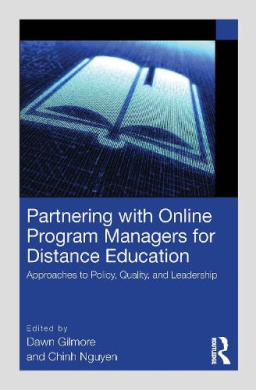 Partnering with Online
Program Managers for
Distance Education
Approaches to Policy, Quality, and Leadership
Edited by
Dawn Gilmore
and Chinh Nguyen
ROUTLEDGE